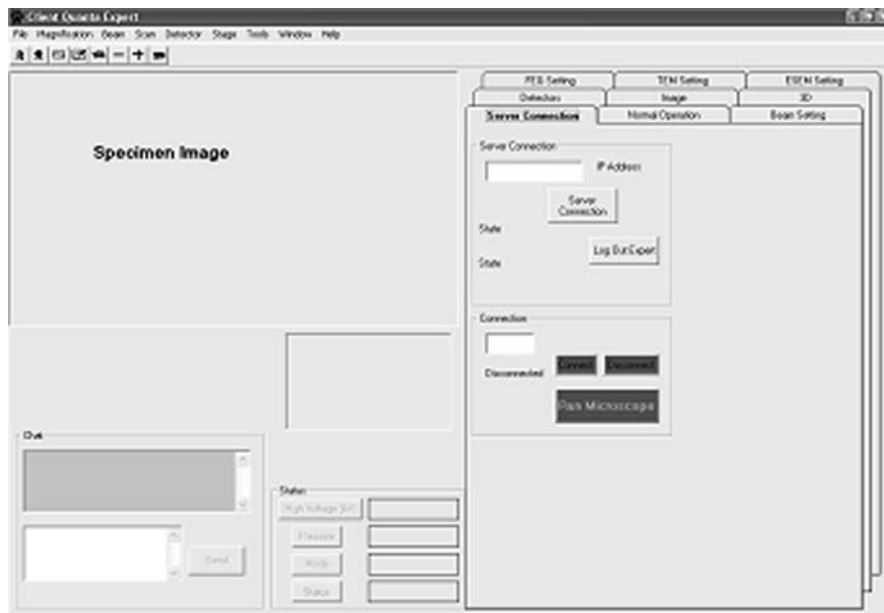 Client Quanta Expert
File Magnification Beam Scan Detector Stage Tools Window Help
FEG Setting TEM Setting ESEM Setting
Detectors Image 3D
Server Connection Normal Operation Beam Setting
Specimen Image
Server Connection
IP Address
Server
Connection
State
Log Out Expert
State
Connection
Disconnected Connect Disconnect
Run Microscope
Chat
Send
Status
High Voltage [kV]
Pressure
Mode
Status